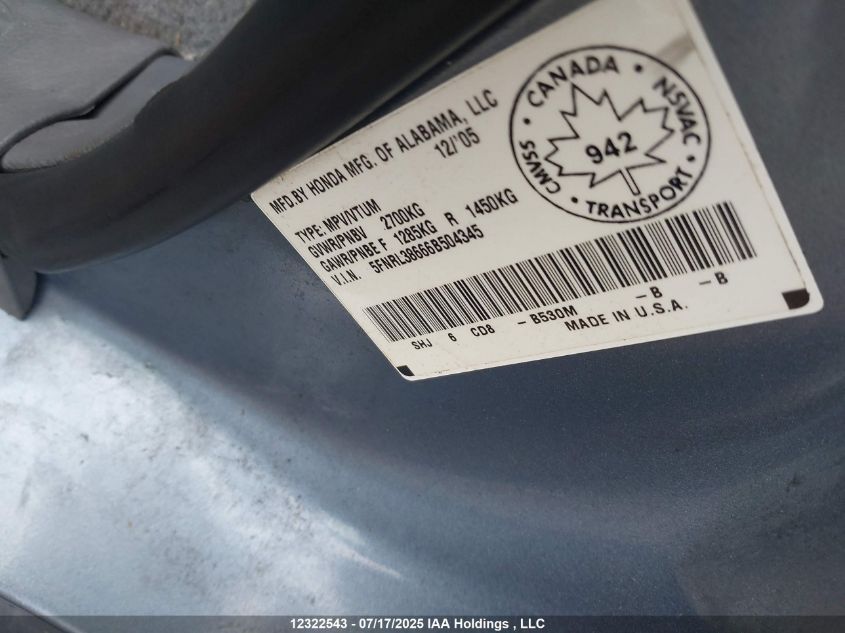 MFD.BY HONDA MFG. OF ALABAMA, LLC
12/'05
TYPE: MPV/VTUM
GVWR/PNBV 2700KG
GAWR/PNBE F 1285KG R 1450KG
V.I.N. 5FNRL38666B504345
CANADA • NSVAC • TRANSPORT • CMVSS •
942
SHJ 6 CD8 - B530M - B - B
MADE IN U.S.A.
12322543 - 07/17/2025 IAA Holdings , LLC